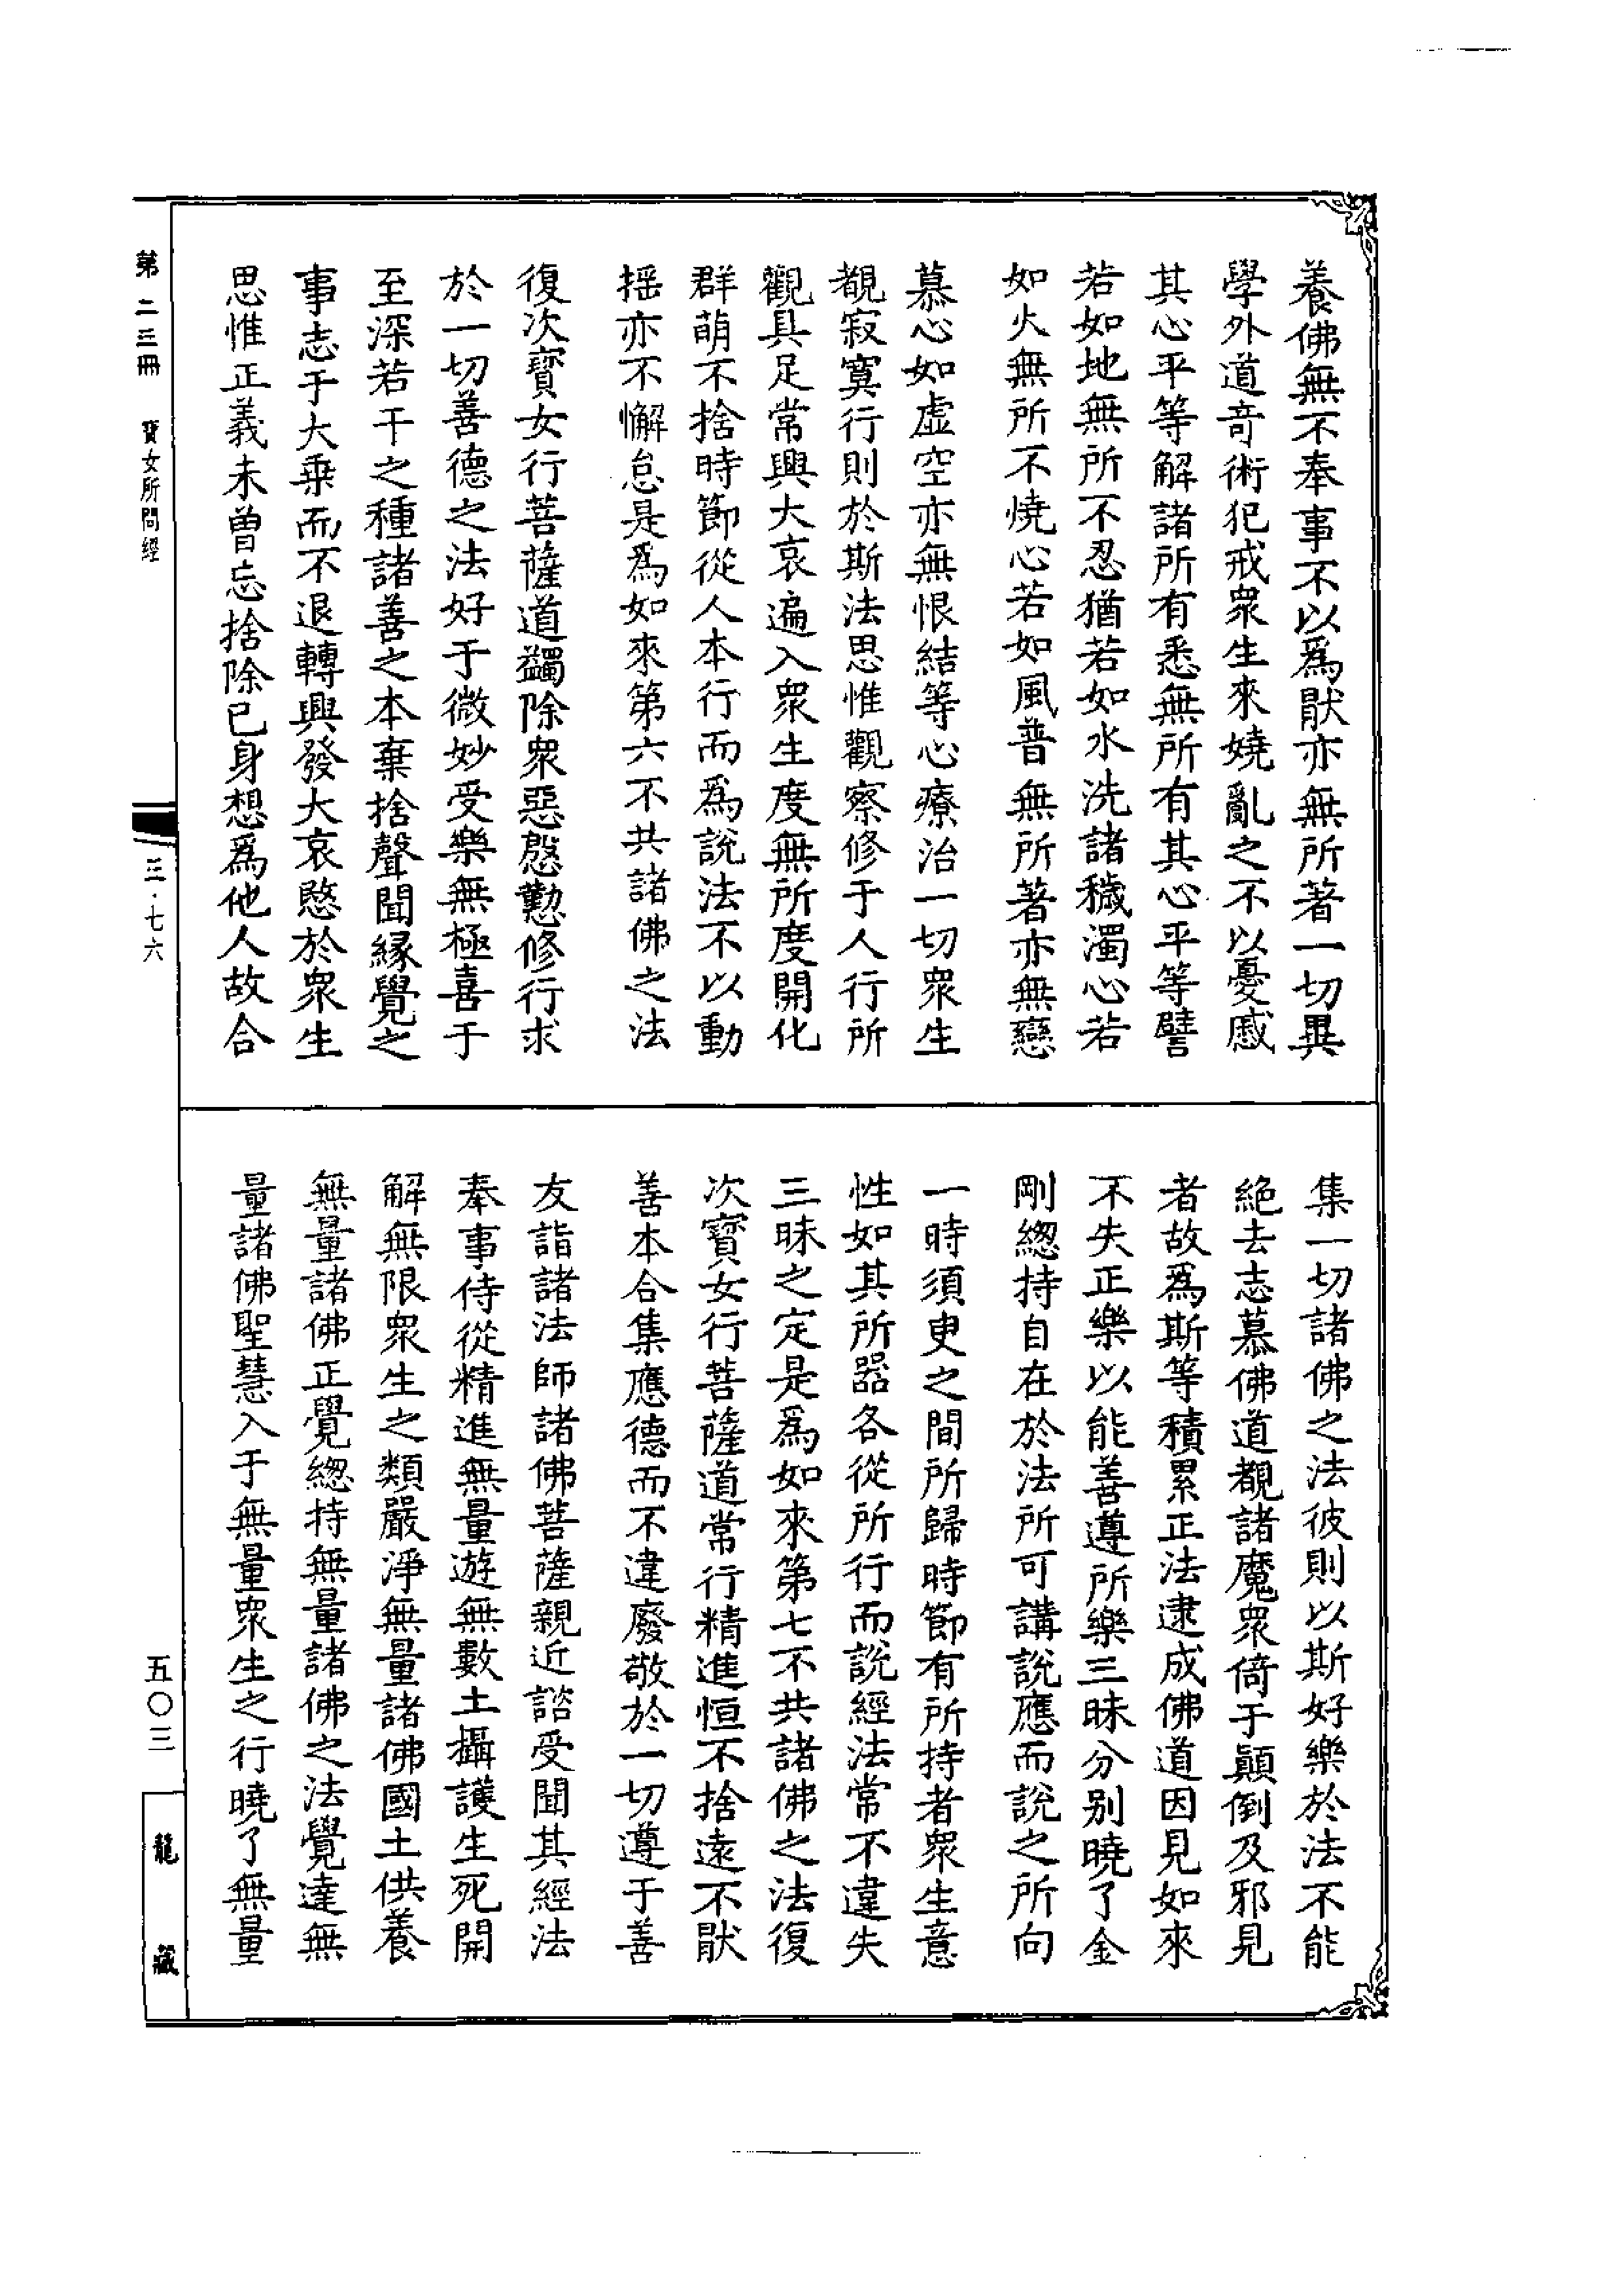 養佛無不奉事不以爲猒亦無所著一切異
學外道竒術犯戒衆生來嬈亂之不以憂慼
其心平等解諸所有悉無所有其心平等譬
若如地無所不忍猶若如水洗諸穢濁心若
如火無所不燒心若如風普無所著亦無戀
慕心如虛空亦無恨結等心療治一切衆生
覩寂寞行則於斯法思惟觀察修于人行所
觀具足常興大哀遍入衆生度無所度開化
群萌不捨時節從人本行而爲說法不以動
揺亦不懈怠是爲如來第六不共諸佛之法
復次寳女行菩薩道蠲除衆惡慇懃修行求
於一切善德之法好于微妙受樂無極喜于
至深若干之種諸善之本棄捨聲聞縁覺之
事志于大乗而不退轉興發大哀愍於衆生
思惟正義未曾忘捨除已身想爲他人故合
集一切諸佛之法彼則以斯好樂於法不能
絶去志慕佛道覩諸魔衆倚于顚倒及邪見
者故爲斯等積累正法逮成佛道因見如來
不失正樂以能善遵所樂三昧分别曉了金
剛緫持自在於法所可講說應而說之所向
一時須臾之間所歸時節有所持者衆生意
性如其所器各從所行而說經法常不違失
三昧之定是爲如來第七不共諸佛之法復
次寳女行菩薩道常行精進恒不捨逺不猒
善本合集應德而不違廢敬於一切遵于善
友詣諸法師諸佛菩薩親近諮受聞其經法
奉事侍從精進無量遊無數土攝護生死開
解無限衆生之類嚴淨無量諸佛國土供養
無量諸佛正覺緫持無量諸佛之法覺達無
量諸佛聖慧入于無量衆生之行曉了無量
第二三冊　寶女所問經
三·七六
五〇三
龍藏